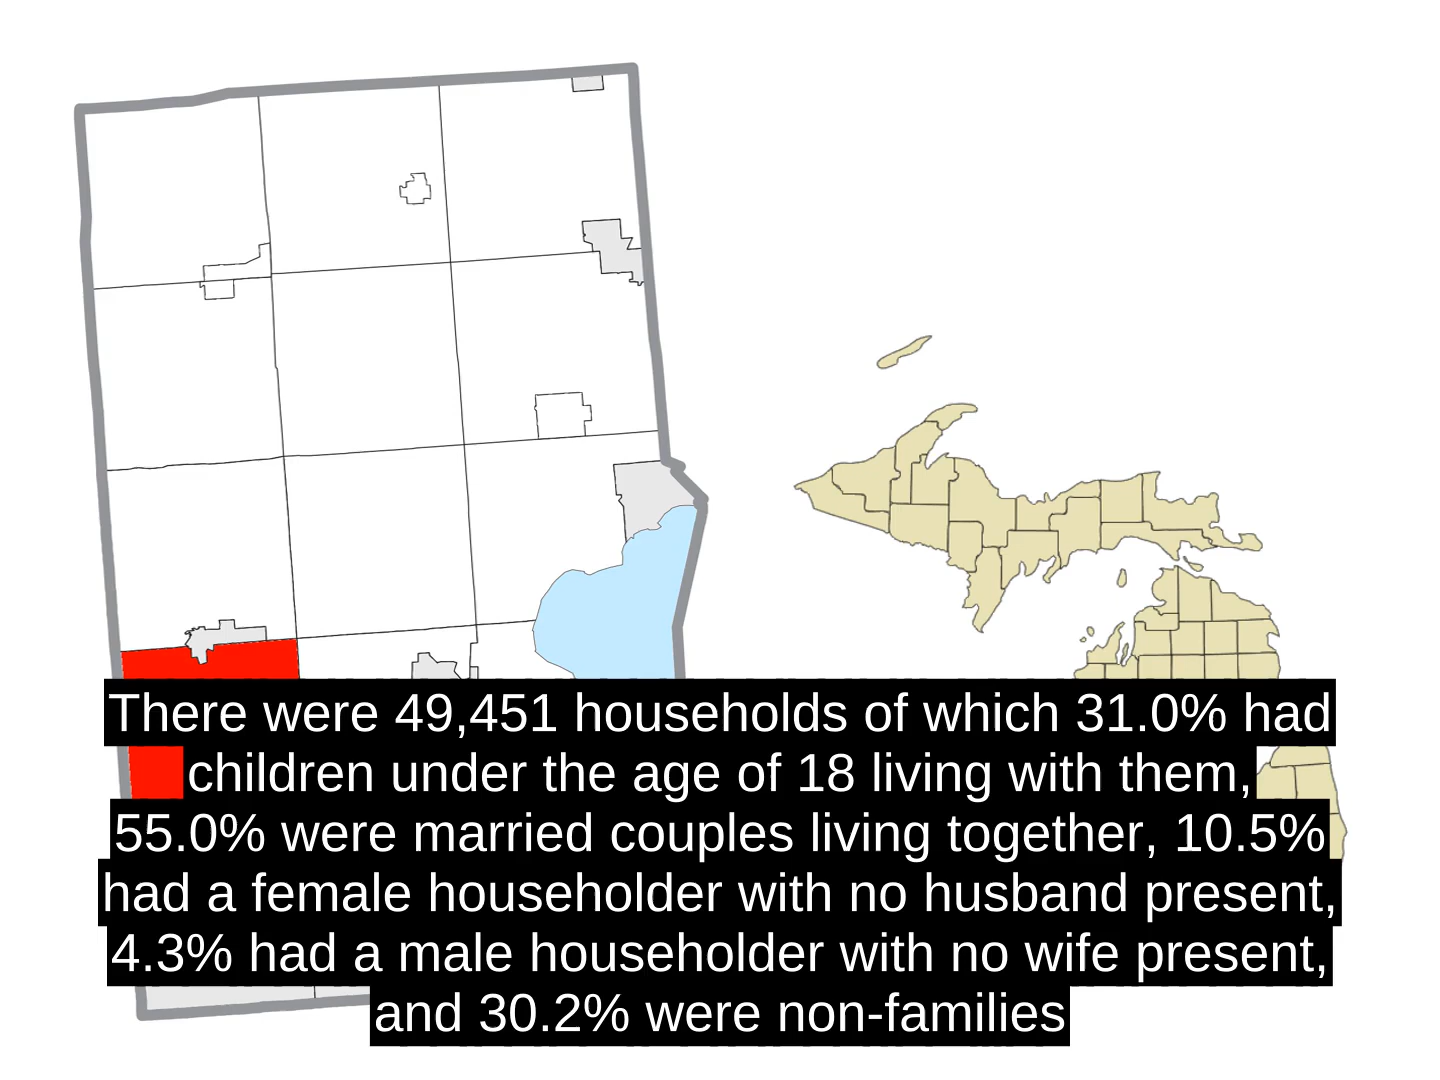 There were 49,451 households of which 31.0% had
children under the age of 18 living with them,
55.0% were married couples living together, 10.5%
had a female householder with no husband present,
4.3% had a male householder with no wife present,
and 30.2% were non-families